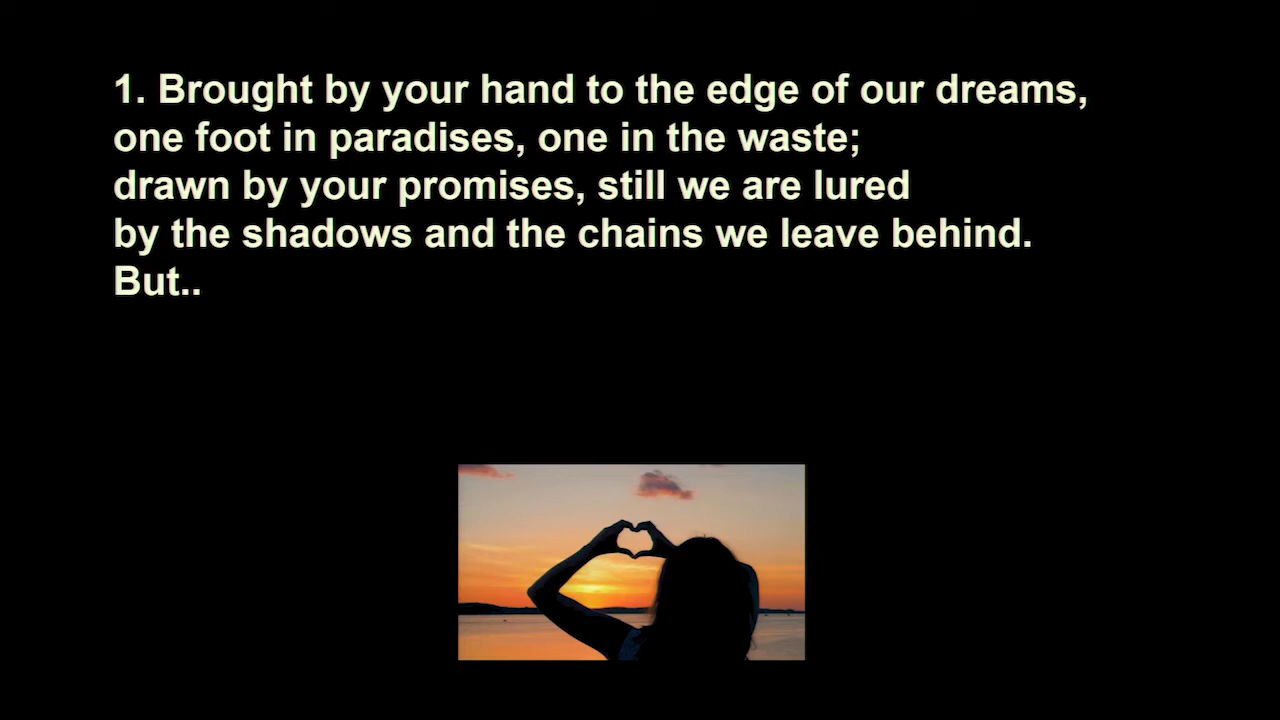 1. Brought by your hand to the edge of our dreams,
one foot in paradises, one in the waste;
drawn by your promises, still we are lured
by the shadows and the chains we leave behind.
But..